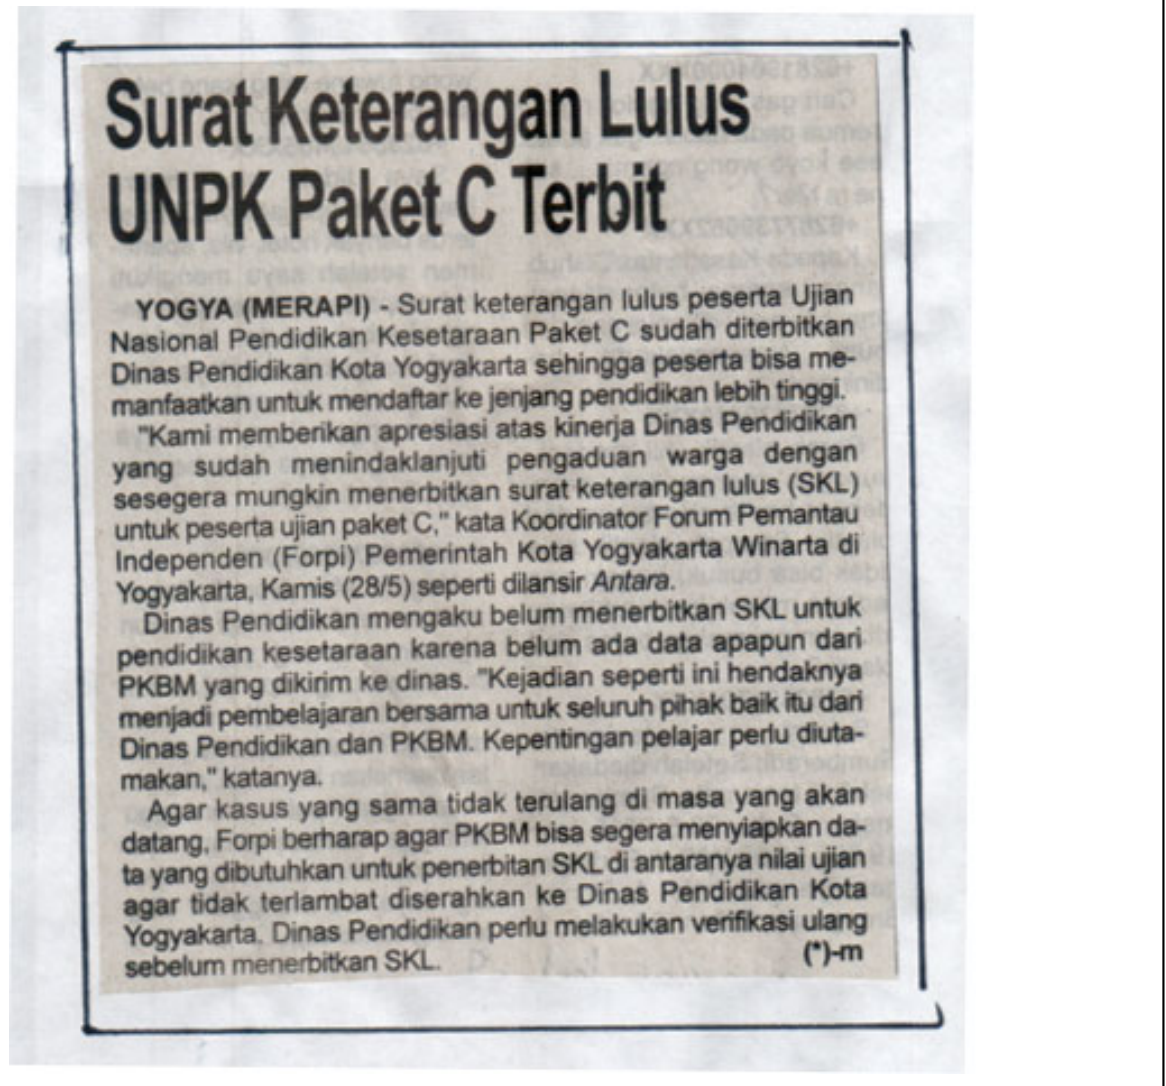 Surat Keterangan Lulus
UNPK Paket C Terbit
YOGYA (MERAPI) - Surat keterangan lulus peserta Ujian
Nasional Pendidikan Kesetaraan Paket C sudah diterbitkan
Dinas Pendidikan Kota Yogyakarta sehingga peserta bisa me-
manfaatkan untuk mendaftar ke jenjang pendidikan lebih tinggi.
"Kami memberikan apresiasi atas kinerja Dinas Pendidikan
yang sudah menindaklanjuti pengaduan warga dengan
sesegera mungkin menerbitkan surat keterangan lulus (SKL)
untuk peserta ujian paket C," kata Koordinator Forum Pemantau
Independen (Forpi) Pemerintah Kota Yogyakarta Winarta di
Yogyakarta, Kamis (28/5) seperti dilansir Antara.
Dinas Pendidikan mengaku belum menerbitkan SKL untuk
pendidikan kesetaraan karena belum ada data apapun dari
PKBM yang dikirim ke dinas. "Kejadian seperti ini hendaknya
menjadi pembelajaran bersama untuk seluruh pihak baik itu dari
Dinas Pendidikan dan PKBM. Kepentingan pelajar perlu diuta-
makan," katanya.
Agar kasus yang sama tidak terulang di masa yang akan
datang, Forpi berharap agar PKBM bisa segera menyiapkan da-
ta yang dibutuhkan untuk penerbitan SKL di antaranya nilai ujian
agar tidak terlambat diserahkan ke Dinas Pendidikan Kota
Yogyakarta. Dinas Pendidikan perlu melakukan verifikasi ulang
sebelum menerbitkan SKL. (*)-m